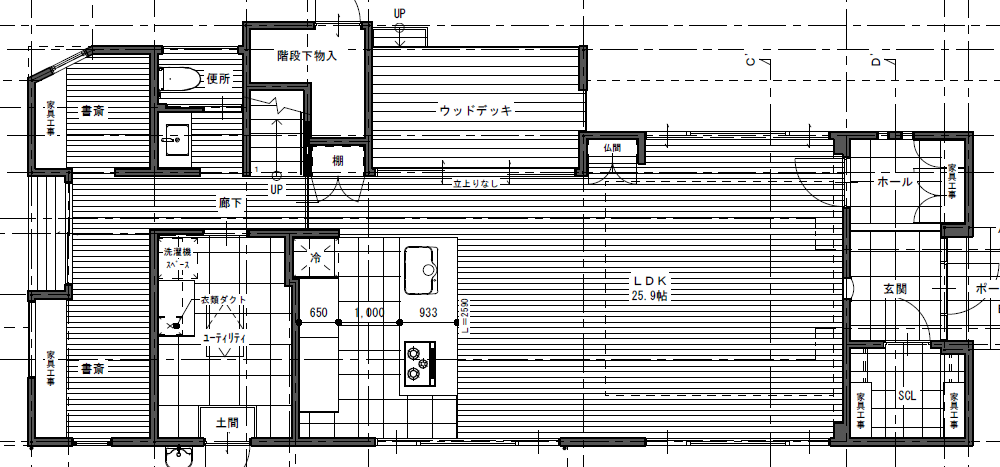 UP
階段下物入
C'
D'
便所
家具工事
書斎
ウッドデッキ
仏間
棚
1
UP
立上りなし
ホール
家具工事
廊下
洗濯機
スペース
冷
LDK
25.9帖
玄関
ポー
衣類ダクト
650
1,000
933
L=2590
ユーティリティ
家具工事
書斎
SCL
家具工事
家具工事
土間